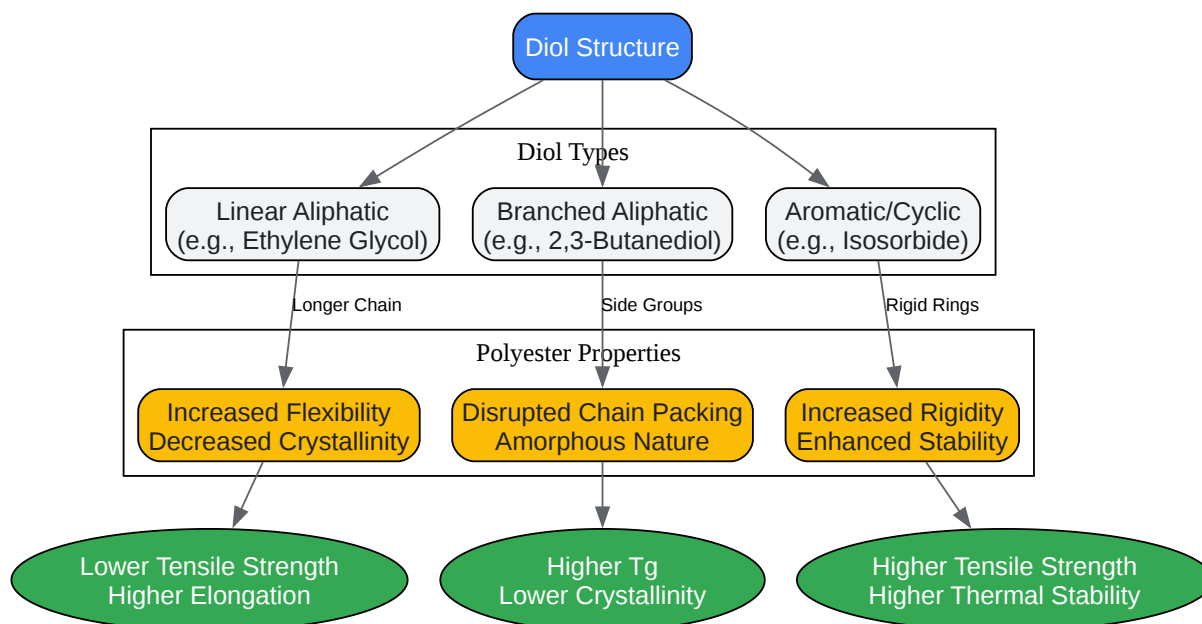 Diol Structure
Diol Types
Linear Aliphatic
(e.g., Ethylene Glycol)
Branched Aliphatic
(e.g., 2,3-Butanediol)
Aromatic/Cyclic
(e.g., Isosorbide)
Longer Chain
Side Groups
Rigid Rings
Polyester Properties
Increased Flexibility
Decreased Crystallinity
Disrupted Chain Packing
Amorphous Nature
Increased Rigidity
Enhanced Stability
Lower Tensile Strength
Higher Elongation
Higher Tg
Lower Crystallinity
Higher Tensile Strength
Higher Thermal Stability